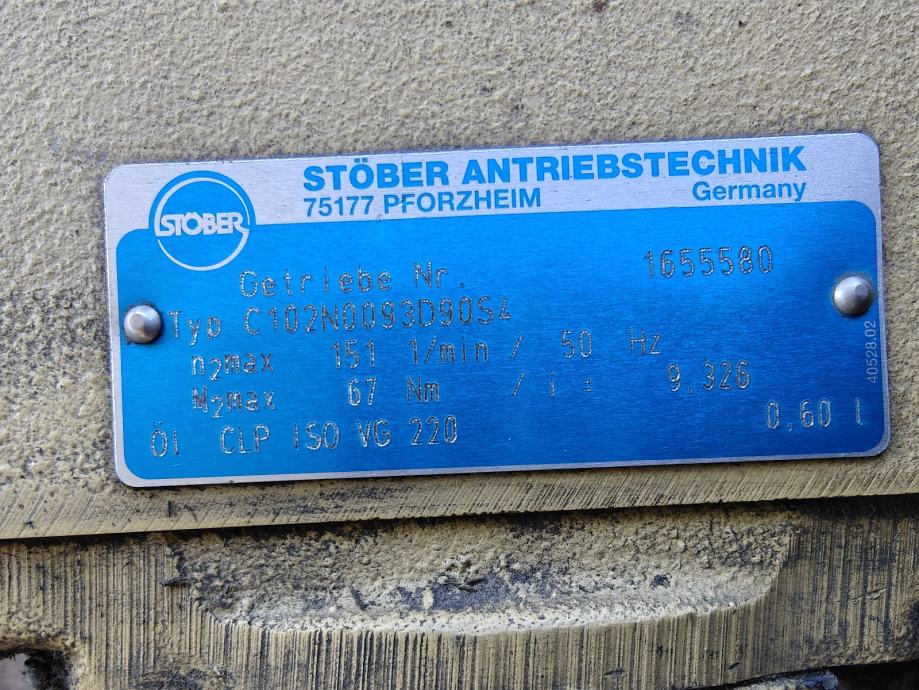 STÖBER ANTRIEBSTECHNIK
75177 PFORZHEIM Germany
STÖBER
Getriebe Nr. 1655580
Typ C102N0093D90S4
n2max 151 1/min / 50 Hz
M2max 67 Nm / i = 9.326
Öl CLP ISO VG 220 0,60 l
40528.02